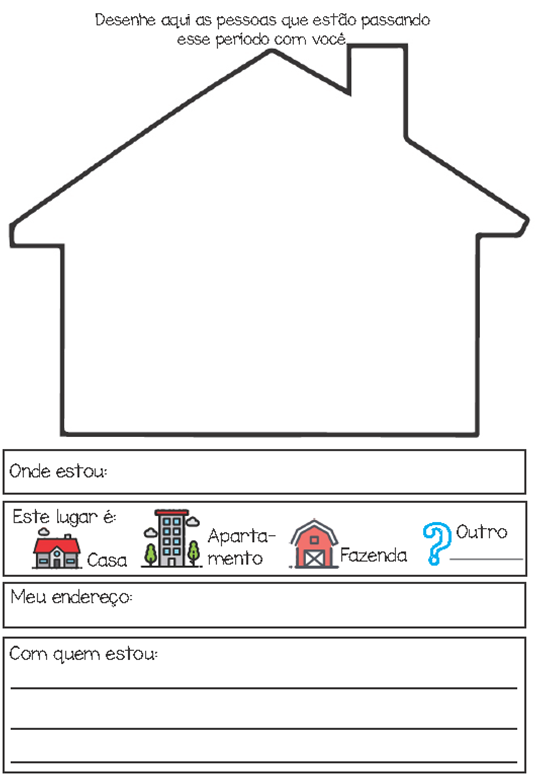 Desenhe aqui as pessoas que estão passando
esse período com você
Onde estou:
Este lugar é:
Casa
Aparta-
mento
Fazenda
Outro
Meu endereço:
Com quem estou: